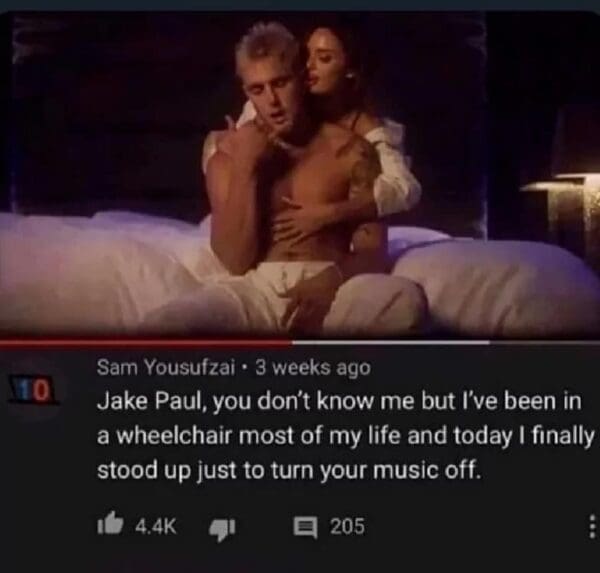 Sam Yousufzai • 3 weeks ago
10
Jake Paul, you don't know me but I've been in
a wheelchair most of my life and today I finally
stood up just to turn your music off.
4.4K 205